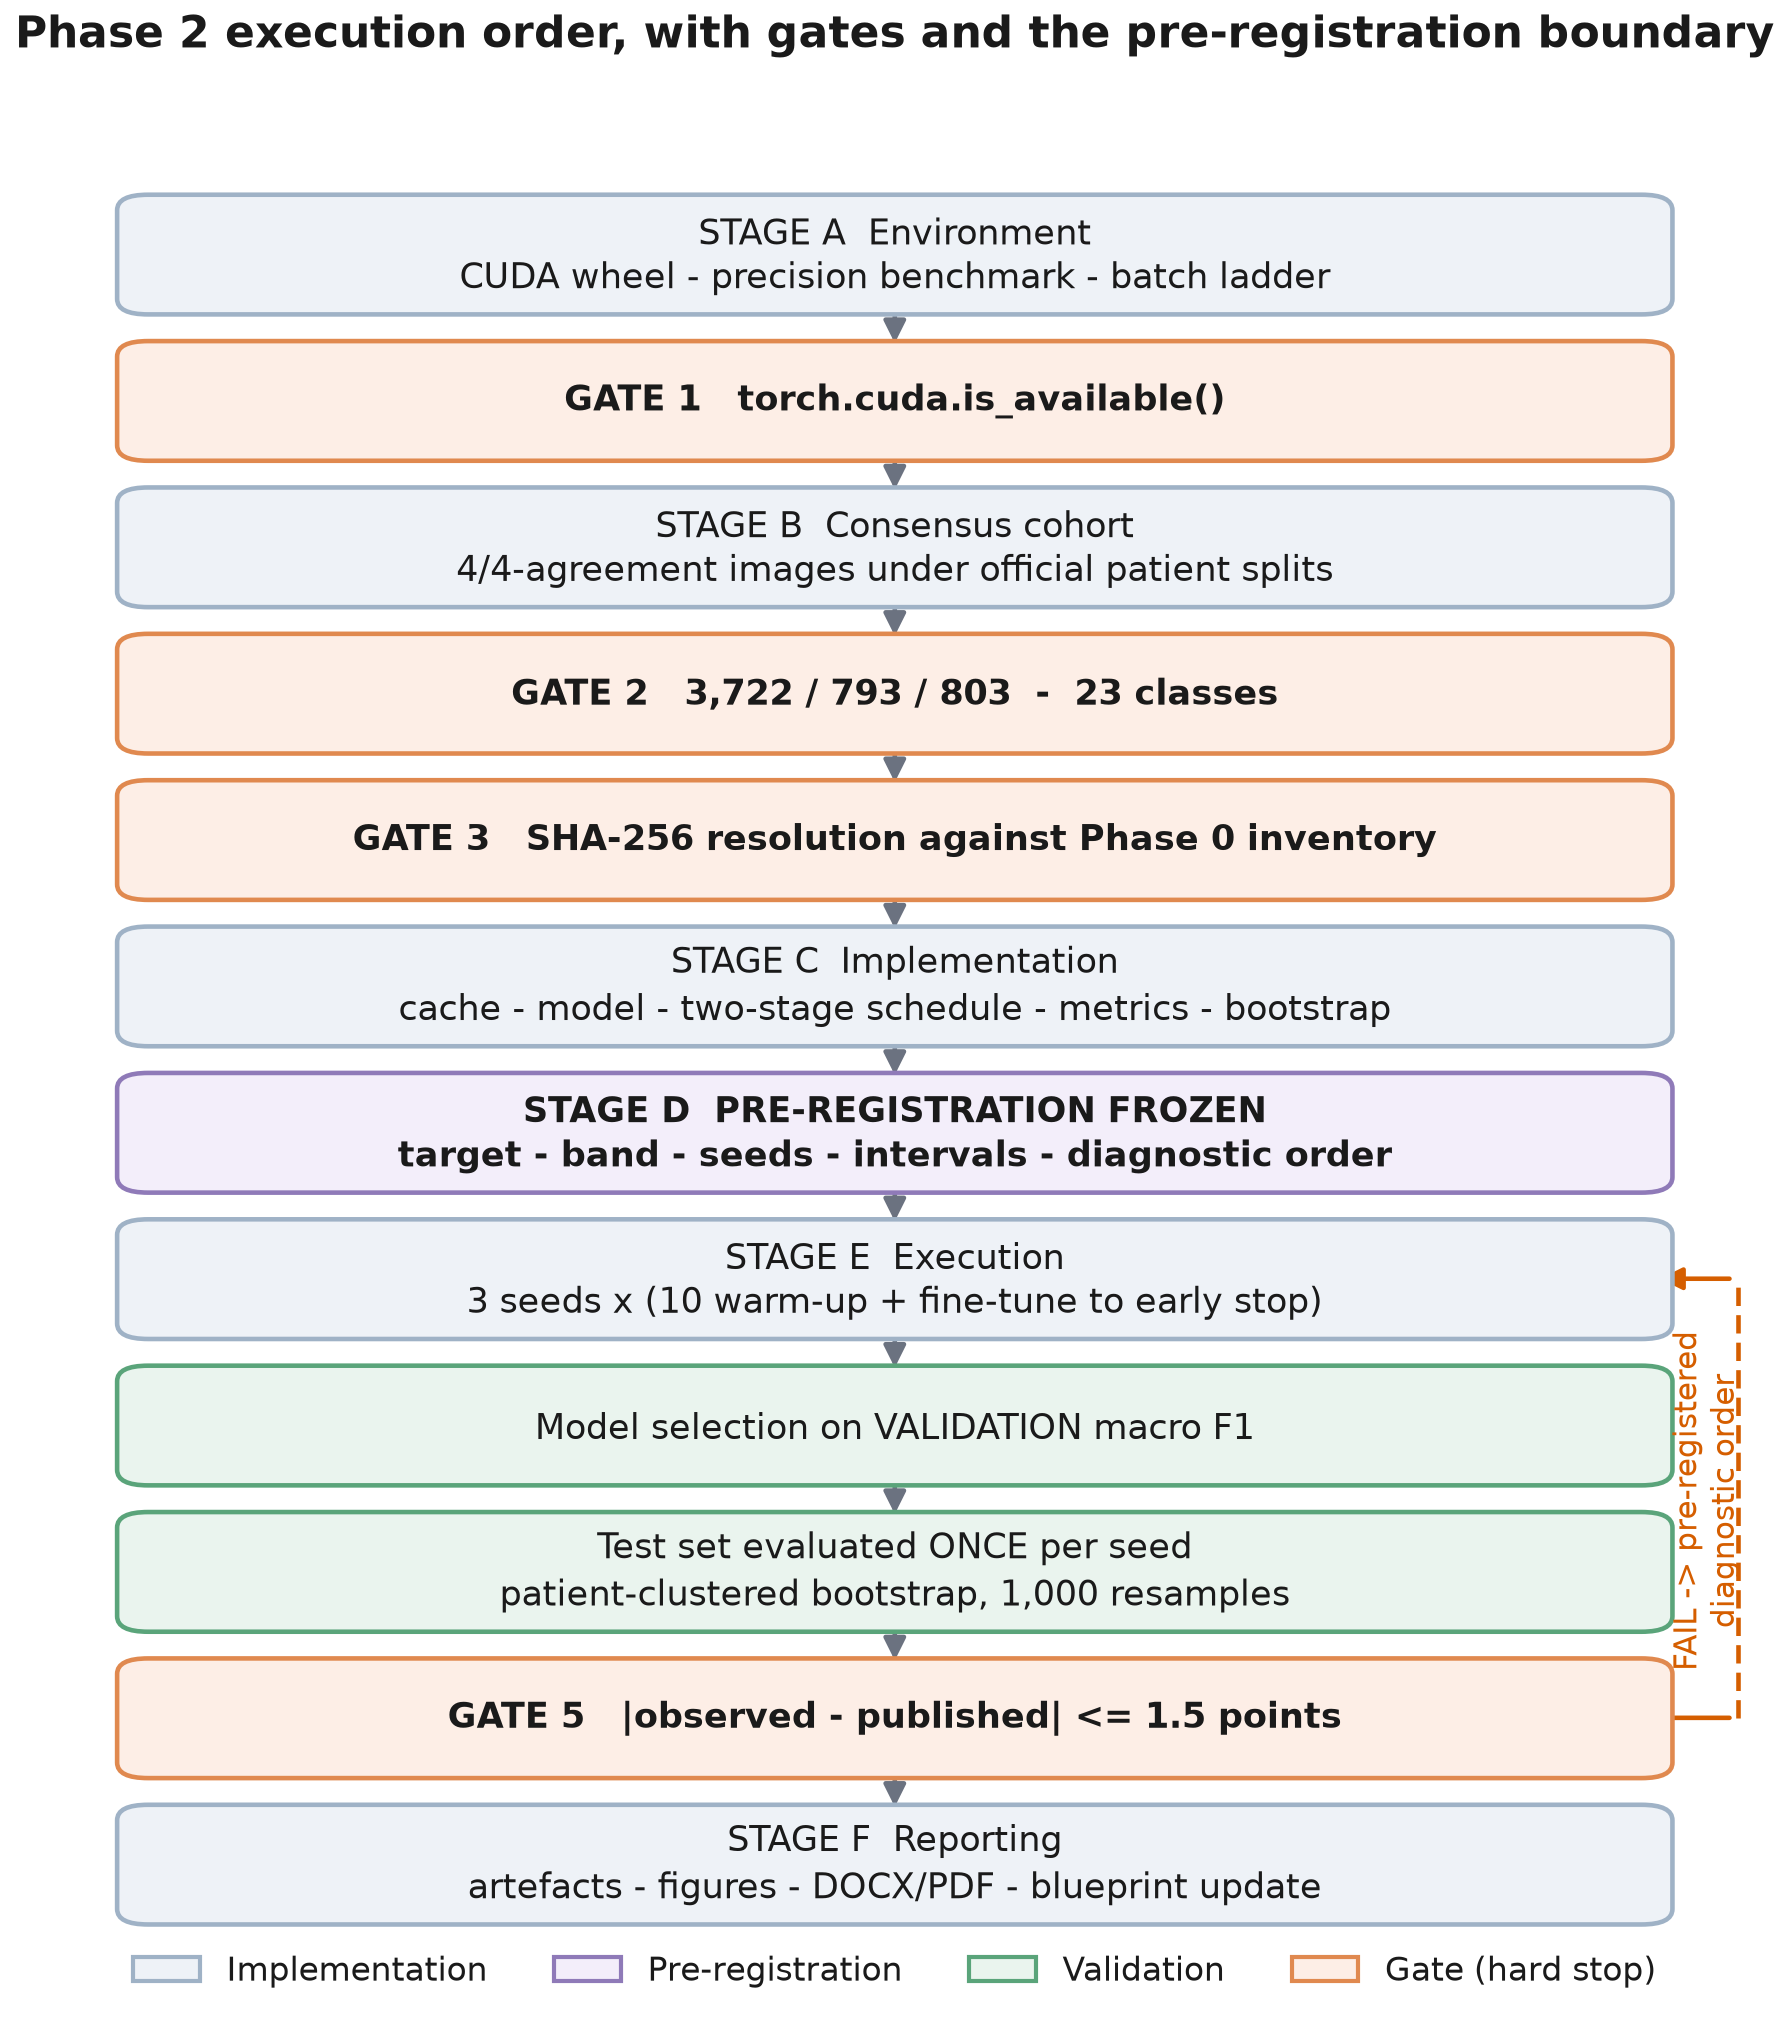 Phase 2 execution order, with gates and the pre-registration boundary
STAGE A  Environment
CUDA wheel - precision benchmark - batch ladder
GATE 1   torch.cuda.is_available()
STAGE B  Consensus cohort
4/4-agreement images under official patient splits
GATE 2   3,722 / 793 / 803  -  23 classes
GATE 3   SHA-256 resolution against Phase 0 inventory
STAGE C  Implementation
cache - model - two-stage schedule - metrics - bootstrap
STAGE D  PRE-REGISTRATION FROZEN
target - band - seeds - intervals - diagnostic order
STAGE E  Execution
3 seeds x (10 warm-up + fine-tune to early stop)
Model selection on VALIDATION macro F1
Test set evaluated ONCE per seed
patient-clustered bootstrap, 1,000 resamples
GATE 5   |observed - published| <= 1.5 points
FAIL -> pre-registered
diagnostic order
STAGE F  Reporting
artefacts - figures - DOCX/PDF - blueprint update
Implementation
Pre-registration
Validation
Gate (hard stop)